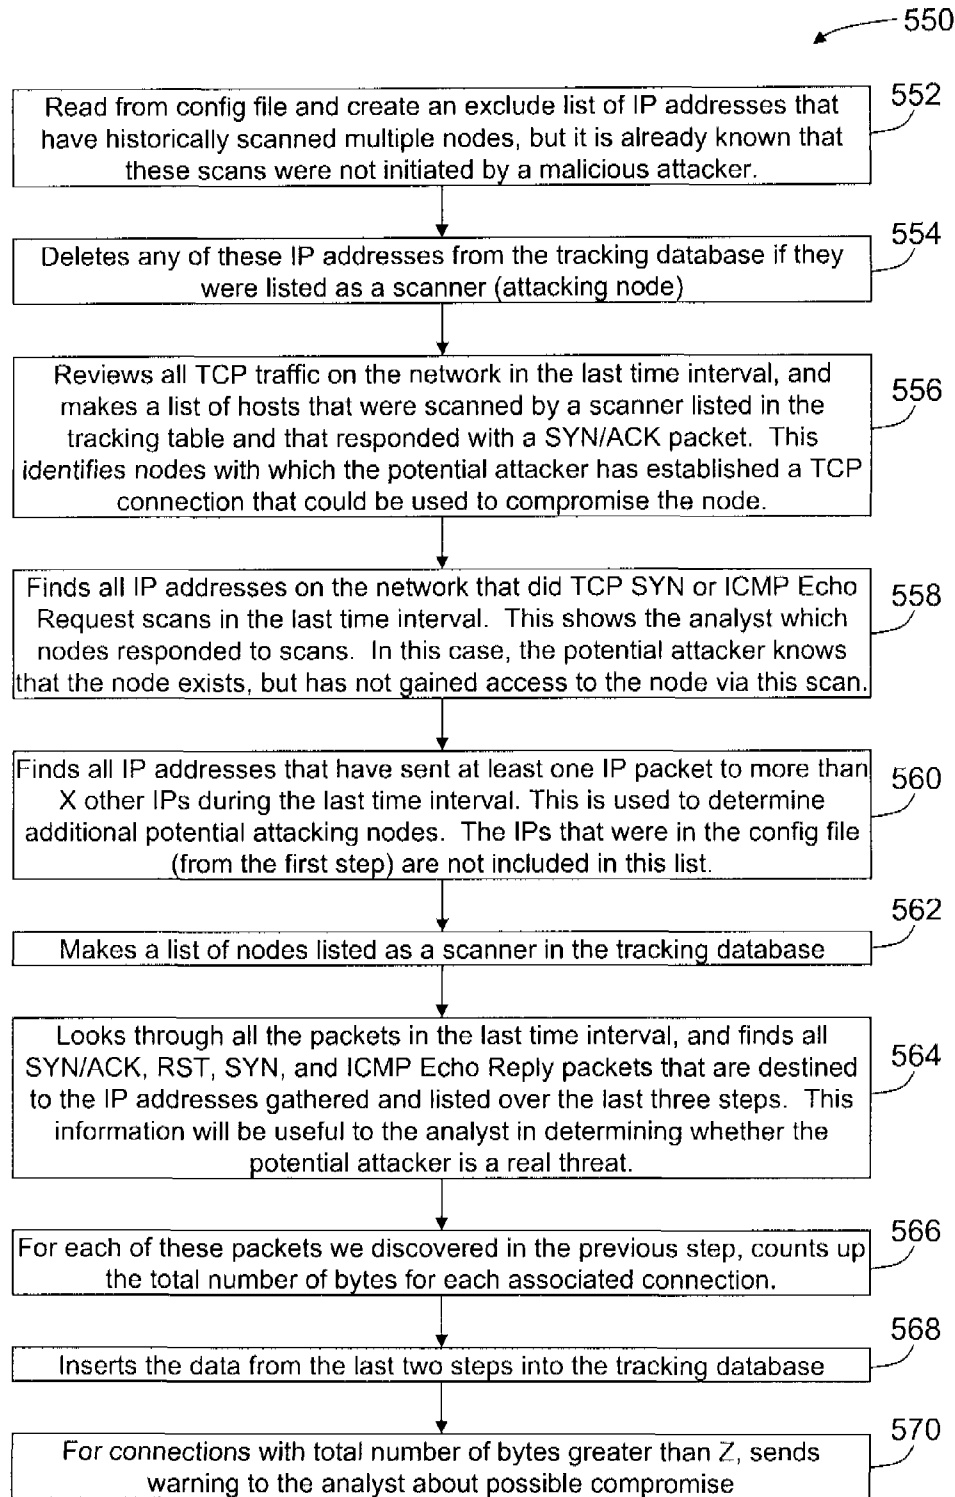 550
552
Read from config file and create an exclude list of IP addresses that
have historically scanned multiple nodes, but it is already known that
these scans were not initiated by a malicious attacker.
554
Deletes any of these IP addresses from the tracking database if they
were listed as a scanner (attacking node)
556
Reviews all TCP traffic on the network in the last time interval, and
makes a list of hosts that were scanned by a scanner listed in the
tracking table and that responded with a SYN/ACK packet.  This
identifies nodes with which the potential attacker has established a TCP
connection that could be used to compromise the node.
558
Finds all IP addresses on the network that did TCP SYN or ICMP Echo
Request scans in the last time interval.  This shows the analyst which
nodes responded to scans.  In this case, the potential attacker knows
that the node exists, but has not gained access to the node via this scan.
560
Finds all IP addresses that have sent at least one IP packet to more than
X other IPs during the last time interval. This is used to determine
additional potential attacking nodes.  The IPs that were in the config file
(from the first step) are not included in this list.
562
Makes a list of nodes listed as a scanner in the tracking database
564
Looks through all the packets in the last time interval, and finds all
SYN/ACK, RST, SYN, and ICMP Echo Reply packets that are destined
to the IP addresses gathered and listed over the last three steps.  This
information will be useful to the analyst in determining whether the
potential attacker is a real threat.
566
For each of these packets we discovered in the previous step, counts up
the total number of bytes for each associated connection.
568
Inserts the data from the last two steps into the tracking database
570
For connections with total number of bytes greater than Z, sends
warning to the analyst about possible compromise